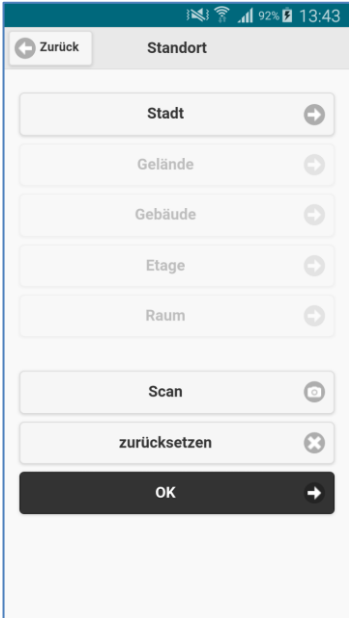 92% 13:43
Zurück Standort
Stadt
Gelände
Gebäude
Etage
Raum
Scan
zurücksetzen
OK